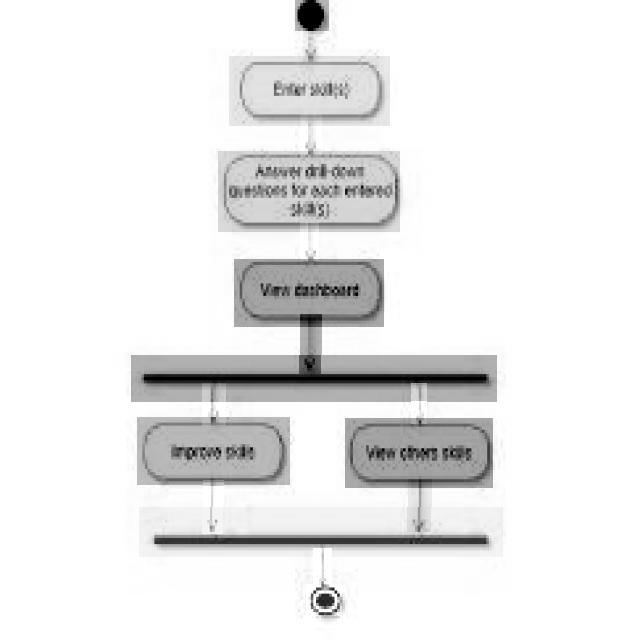 Enter skill(s)
Answer drill-down
questions for each entered
skill(s)
View dashboard
Improve skills
View others skills